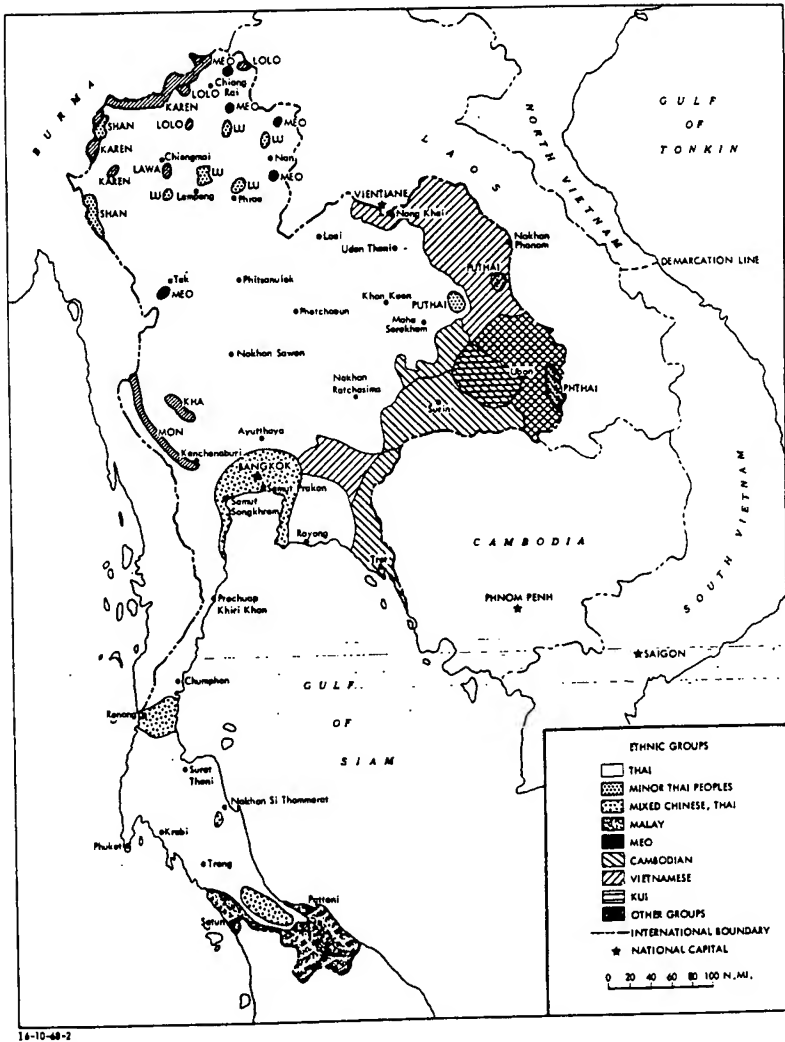 BURMA
MEO
LOLO
LOLO
Chiang
Rai
KAREN
MEO
SHAN
LOLO
LU
MEO
KAREN
Chiengmai
Nan
LAWA
LU
MEO
KAREN
LU
Lampang
LU
Phrae
SHAN
LAOS
NORTH VIETNAM
GULF
OF
TONKIN
VIENTIANE
Nong Khai
Loei
Udon Thani
Nakhon
Phanom
DEMARCATION LINE
PUTHAI
Tak
MEO
Phitsanulok
Khon Kaen
PUTHAI
Phetchabun
Maha
Sarakham
Nakhon Sawan
Ubon
Nakhon
Ratchasima
PHTHAI
Surin
KHA
MON
Ayutthaya
Kanchanaburi
BANGKOK
Samut Prakan
Samut
Songkhram
Rayong
Trat
CAMBODIA
PHNOM PENH
SOUTH VIETNAM
Prachuap
Khiri Khan
SAIGON
Chumphon
GULF
OF
SIAM
Ranong
Surat
Thani
Nakhon Si Thammarat
Phuket
Krabi
Trang
Pattani
Satun
ETHNIC GROUPS
THAI
MINOR THAI PEOPLES
MIXED CHINESE, THAI
MALAY
MEO
CAMBODIAN
VIETNAMESE
KUI
OTHER GROUPS
INTERNATIONAL BOUNDARY
NATIONAL CAPITAL
0 20 40 60 80 100 N.MI.
16-10-68-2